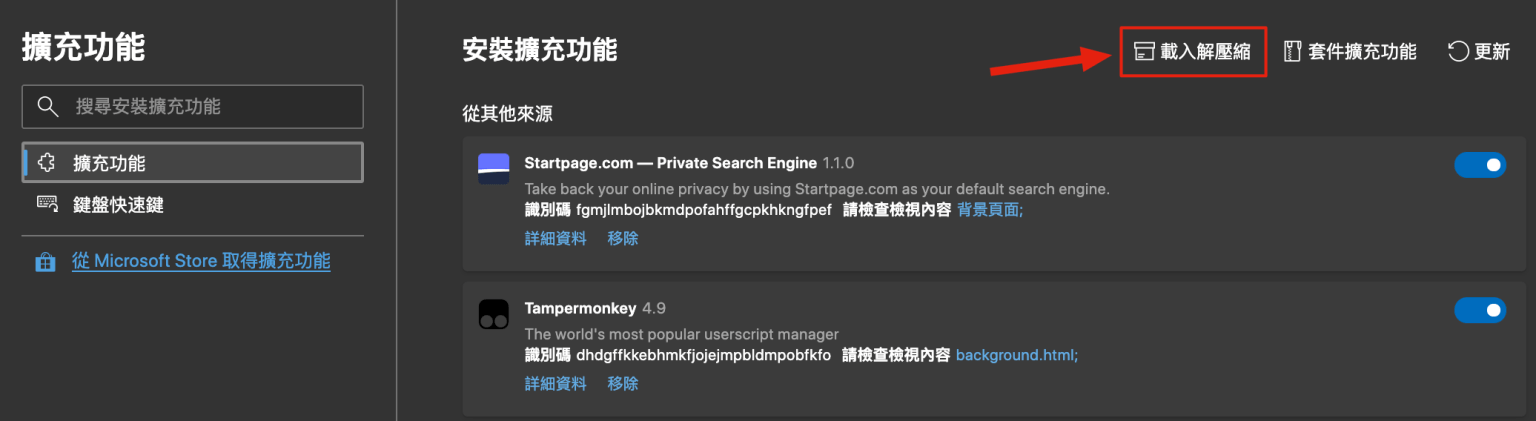 擴充功能
搜尋安裝擴充功能
擴充功能
鍵盤快速鍵
從 Microsoft Store 取得擴充功能
安裝擴充功能
載入解壓縮
套件擴充功能
更新
從其他來源
Startpage.com — Private Search Engine 1.1.0
Take back your online privacy by using Startpage.com as your default search engine.
識別碼 fgmjlmbojbkmdpofahffgcpkhkngfpef 請檢查檢視內容 背景頁面;
詳細資料 移除
Tampermonkey 4.9
The world's most popular userscript manager
識別碼 dhdgffkkebhmkfjojejmpbldmpobfkfo 請檢查檢視內容 background.html;
詳細資料 移除